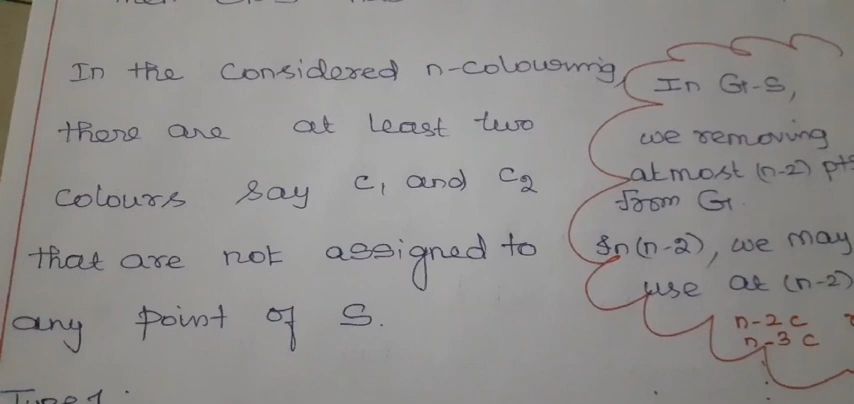 In the considered n-colouring,
there are at least two
colours say c₁ and c₂
that are not assigned to
any point of S.
In G-S,
we removing
atmost (n-2) pts
from G.
In (n-2), we may
use at (n-2)
n-2 c
n-3 c
Type 1: